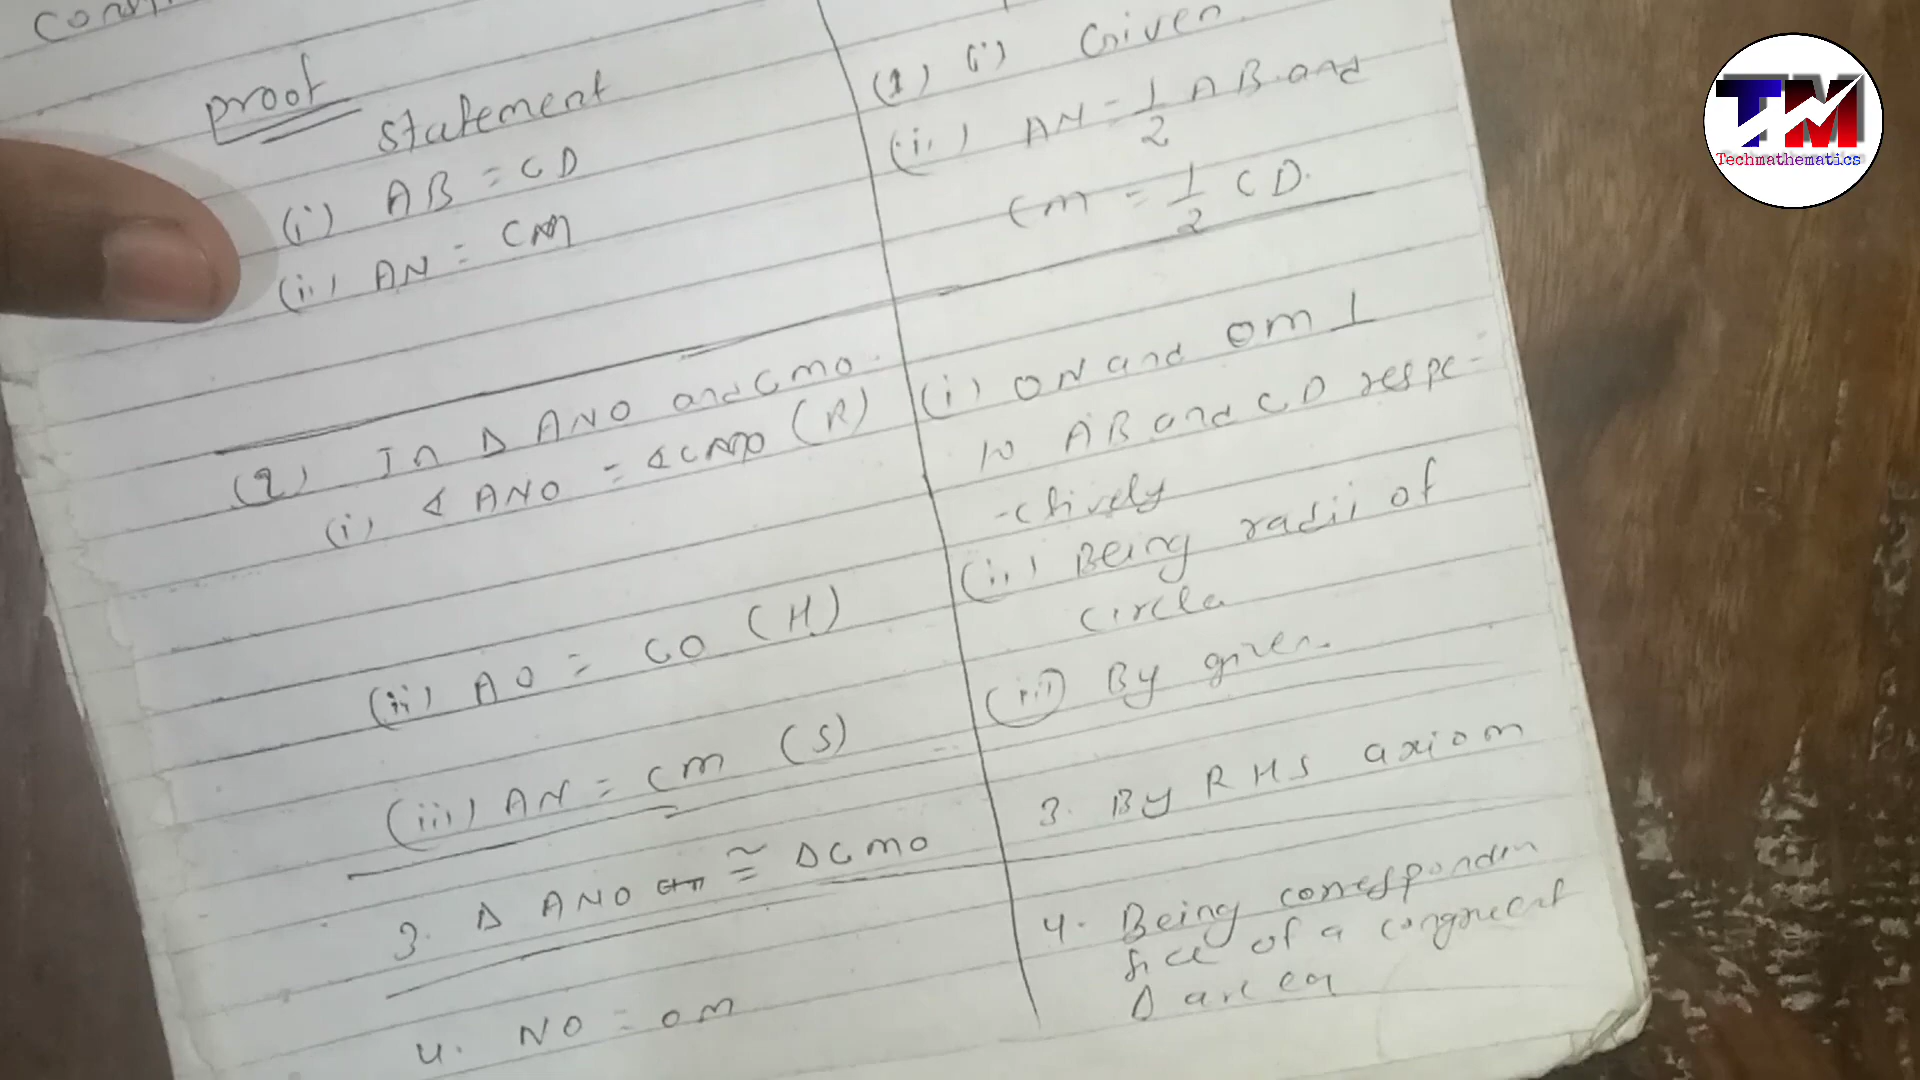 proof
statement
(i) AB = CD
(ii) AN = CM
(2) In Δ ANO and CMO.
(i) ∢ ANO = ∢CMO (R)
(ii) AO = CO (H)
(iii) AN = CM (S)
3. Δ ANO ≅ ΔCMO
4. NO = OM
(1) (i) Given
(ii) AN = 1/2 AB and
CM = 1/2 CD.
(i) ON and OM ⊥
to AB and CD respe-
-ctively
(ii) Being radii of
circle
(iii) By given.
3. By RHS axiom
4. Being correspondin
of a congruent
Δ are eq
TM
Techmathematics